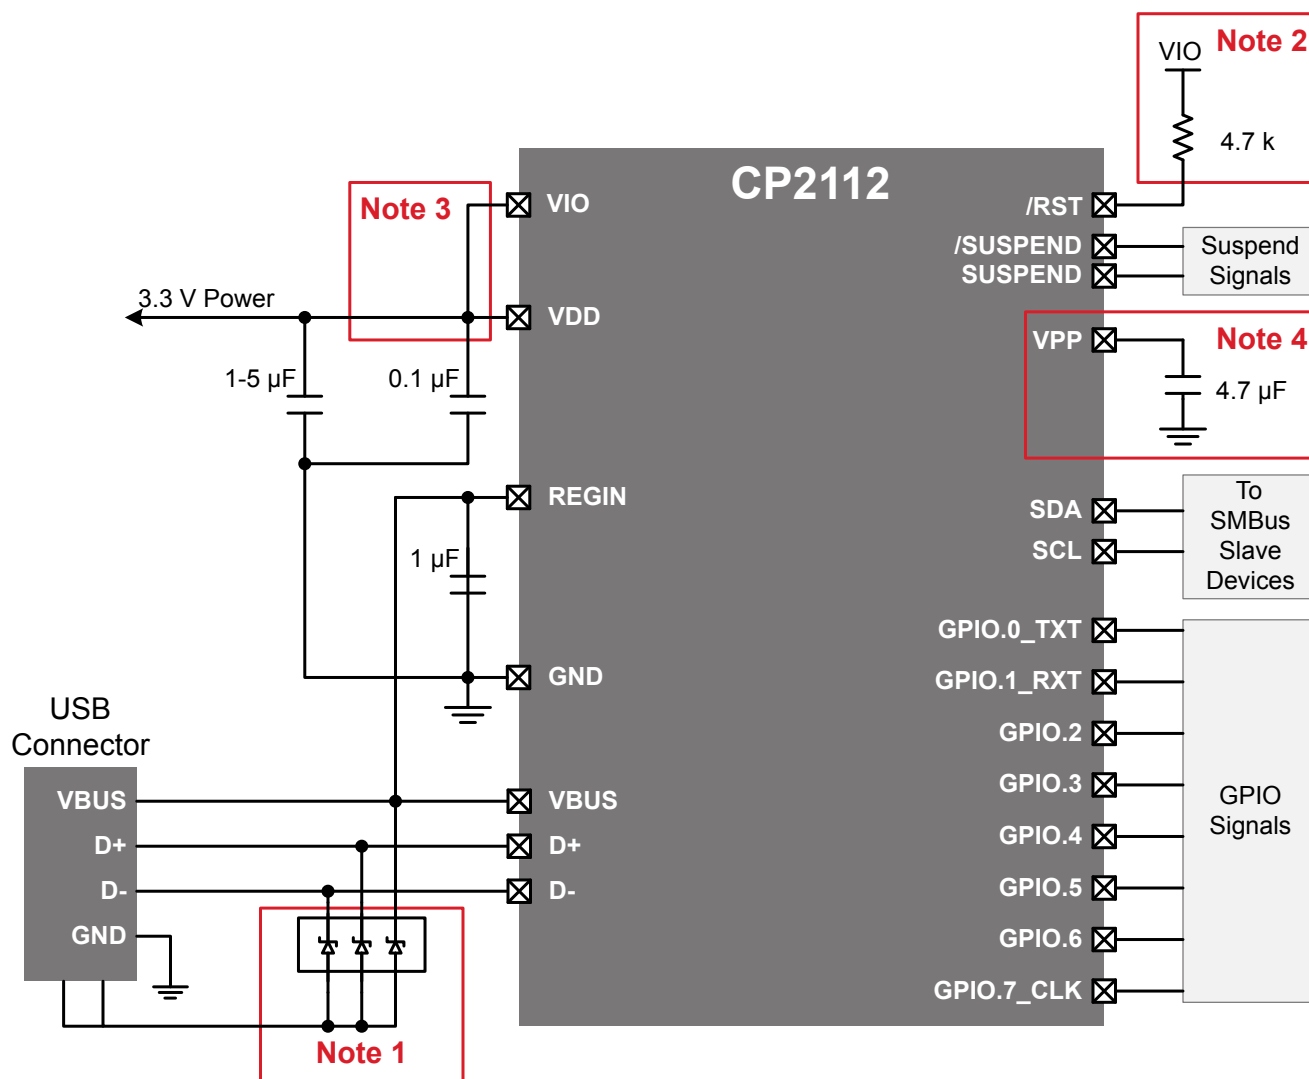 Note 2
VIO
4.7 k
CP2112
Note 3
VIO
/RST
/SUSPEND
SUSPEND
Suspend
Signals
3.3 V Power
VDD
VPP
Note 4
1-5 µF
0.1 µF
4.7 µF
REGIN
SDA
SCL
To
SMBus
Slave
Devices
1 µF
GND
GPIO.0_TXT
GPIO.1_RXT
GPIO.2
GPIO.3
GPIO.4
GPIO.5
GPIO.6
GPIO.7_CLK
GPIO
Signals
USB
Connector
VBUS
D+
D-
GND
VBUS
D+
D-
Note 1